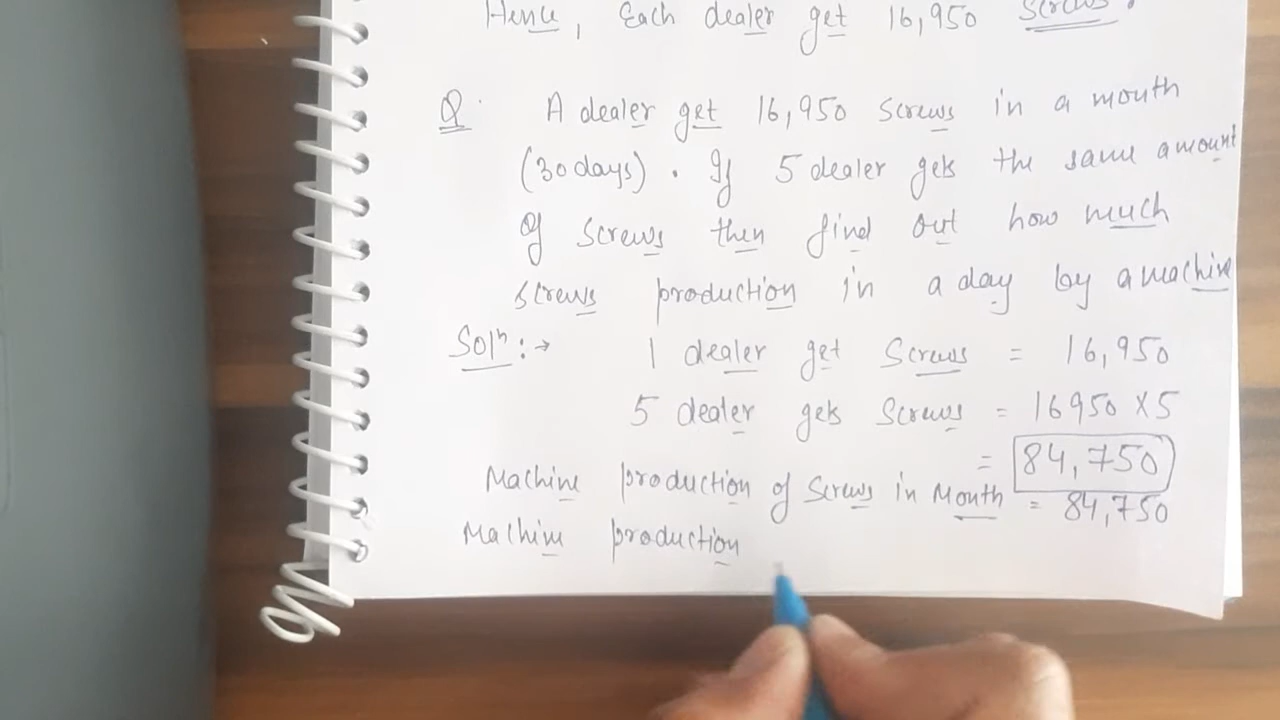 Hence, Each dealer get 16,950 Screws.
Q. A dealer get 16,950 Screws in a mouth
(30days). If 5 dealer gets the same amount
Of Screws then find out how much
screws production in a day by a machine
Solⁿ:→ 1 dealer get Screws = 16,950
5 dealer gets Screws = 16950 X 5
= 84,750
Machine production of Screws in Month = 84,750
Machine production